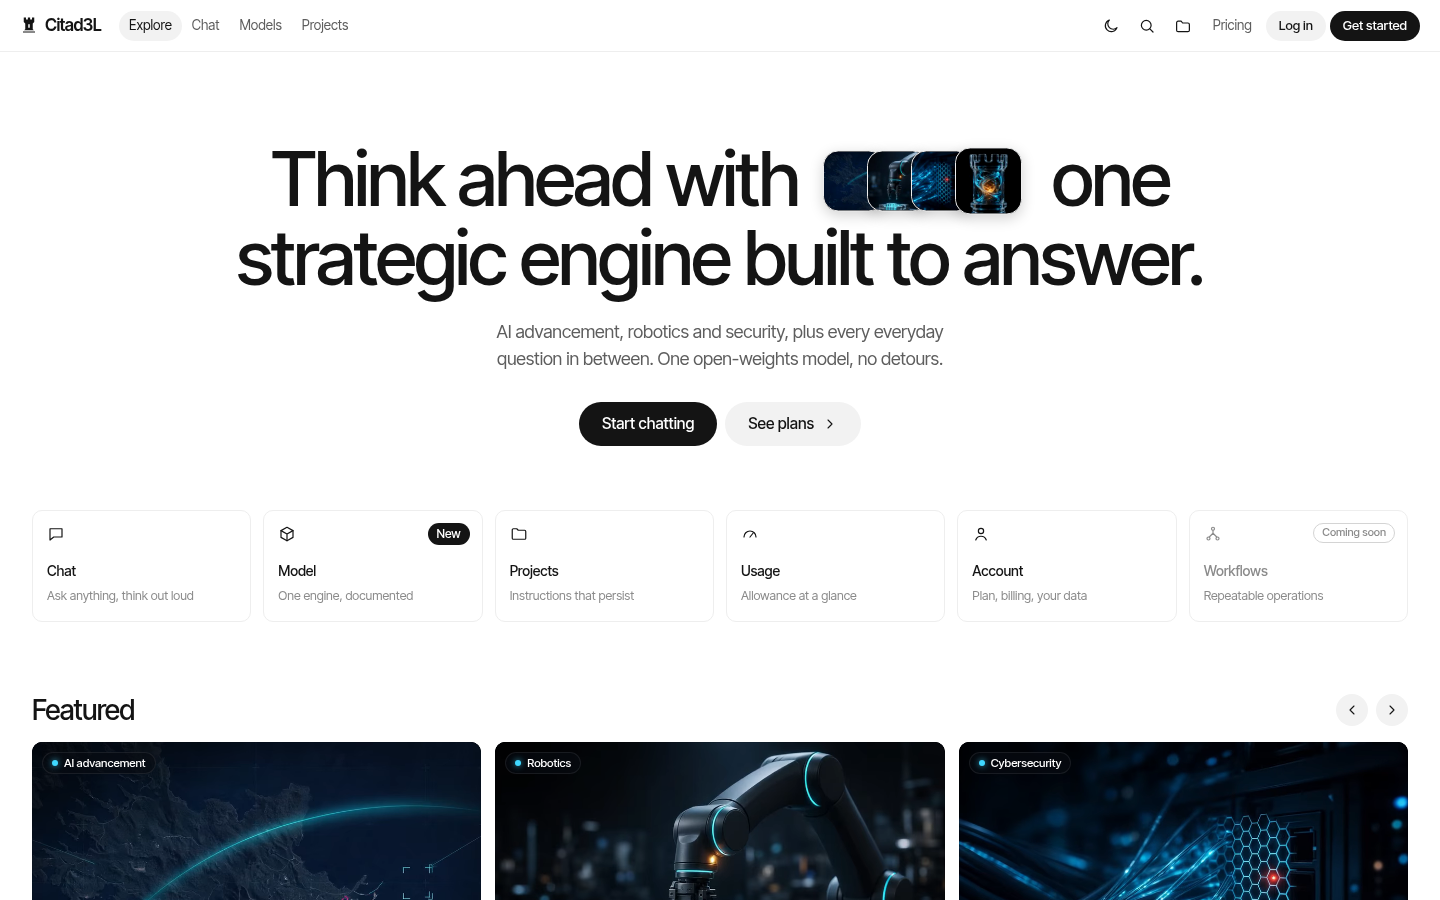 Citad3L
Explore
Chat
Models
Projects
Pricing
Log in
Get started
Think ahead with one
strategic engine built to answer.
AI advancement, robotics and security, plus every everyday
question in between. One open-weights model, no detours.
Start chatting
See plans
Chat
Ask anything, think out loud
New
Model
One engine, documented
Projects
Instructions that persist
Usage
Allowance at a glance
Account
Plan, billing, your data
Coming soon
Workflows
Repeatable operations
Featured
AI advancement
Robotics
Cybersecurity